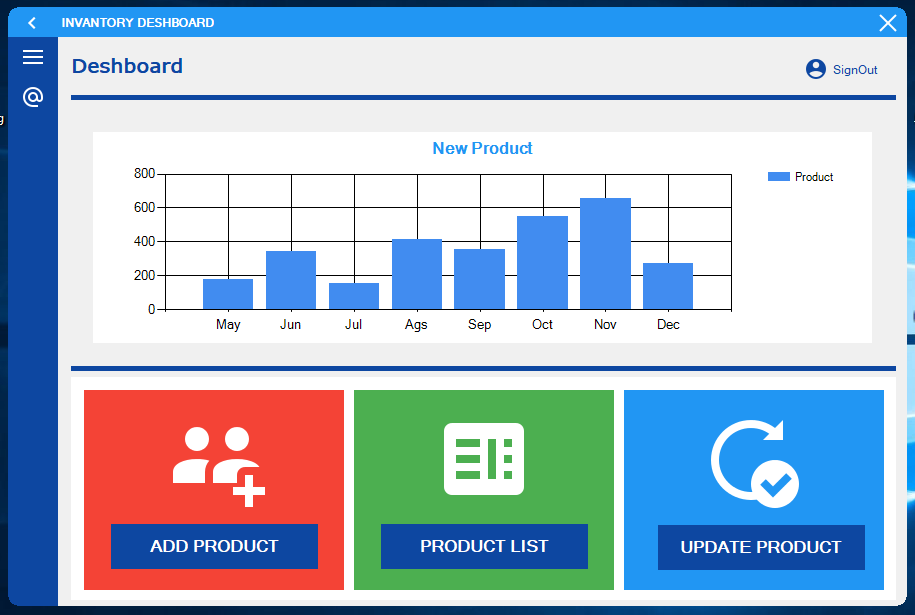 INVANTORY DESHBOARD
Deshboard
SignOut
New Product
Product
800
600
400
200
0
May Jun Jul Ags Sep Oct Nov Dec
ADD PRODUCT
PRODUCT LIST
UPDATE PRODUCT